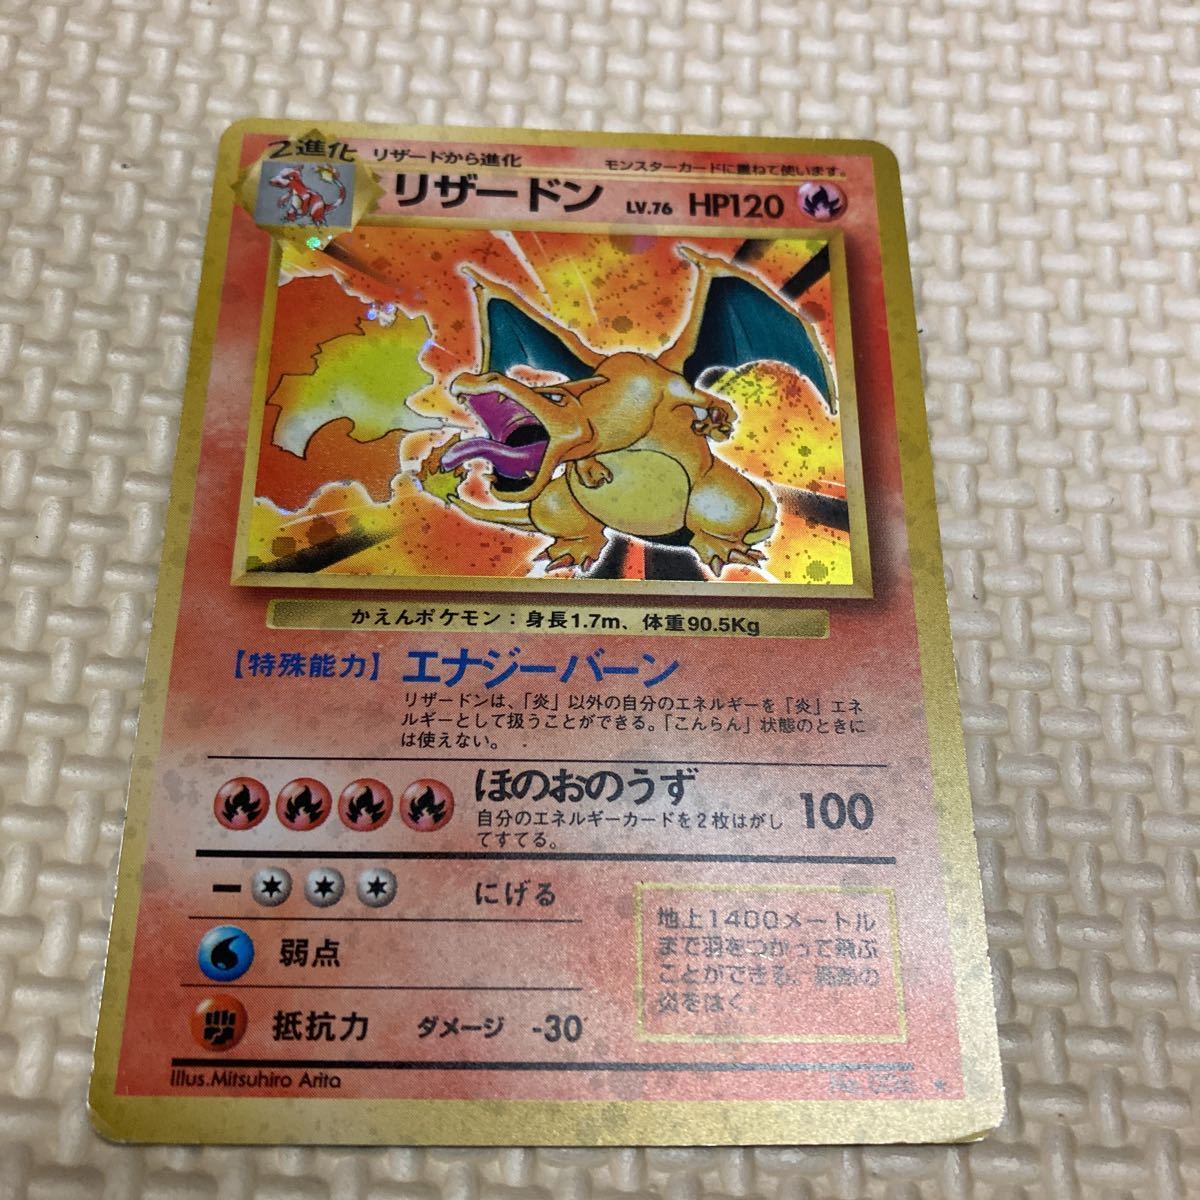 2進化 リザードから進化 モンスターカードに重ねて使います。
リザードン LV.76 HP120
かえんポケモン：身長1.7m、体重90.5Kg
【特殊能力】エナジーバーン
リザードンは、「炎」以外の自分のエネルギーを『炎』エネ
ルギーとして扱うことができる。「こんらん」状態のときに
は使えない。
ほのおのうず 100
自分のエネルギーカードを２枚はがし
てすてる。
にげる
弱点
抵抗力 ダメージ -30
地上1400メートル
まで羽をつかって飛ぶ
ことができる。
炎をはく。
Illus.Mitsuhiro Arita